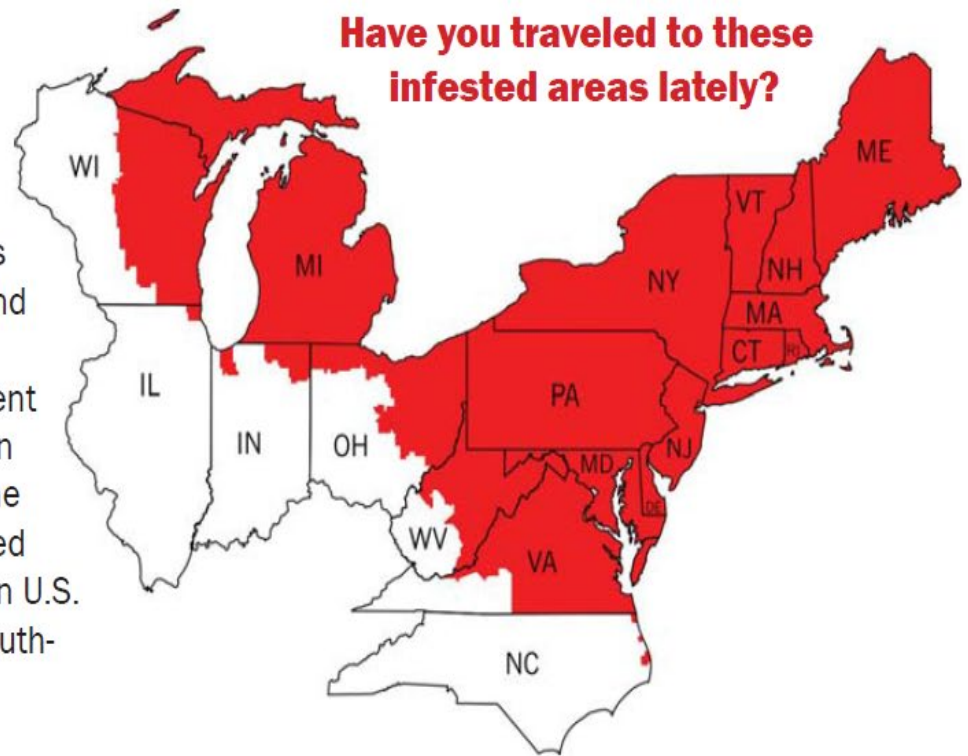 Have you traveled to these
infested areas lately?
ME
WI
VT
MI
NY
NH
MA
CT
RI
IL
PA
IN
OH
NJ
MD
DE
WV
VA
NC
s
nd
ent
n
ne
ed
n U.S.
uth-